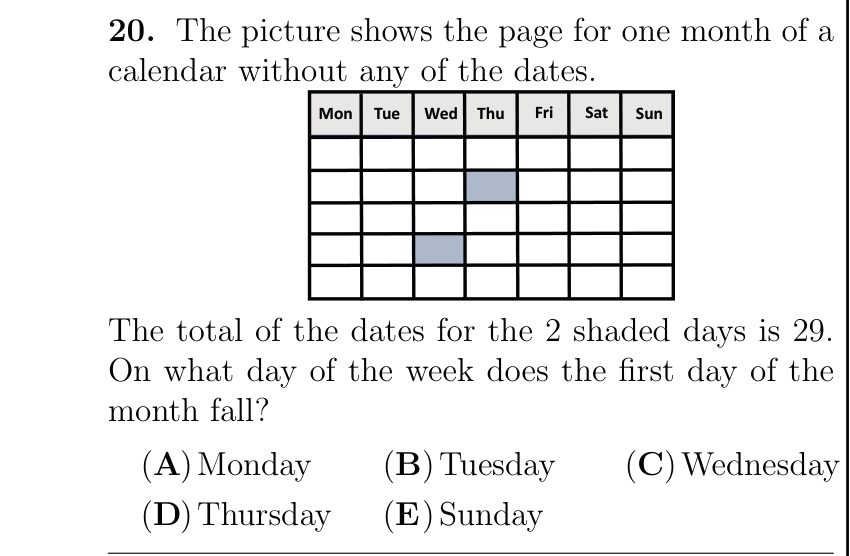 20. The picture shows the page for one month of a
calendar without any of the dates.
Mon Tue Wed Thu Fri Sat Sun
The total of the dates for the 2 shaded days is 29.
On what day of the week does the first day of the
month fall?
(A) Monday (B) Tuesday (C) Wednesday
(D) Thursday (E) Sunday